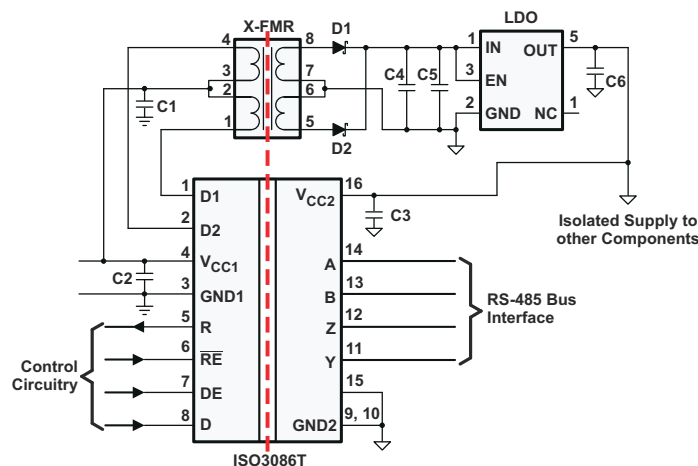 X-FMR
D1
LDO
4
8
1
IN
OUT
5
3
7
C4
C5
3
EN
C6
C1
2
6
2
GND
NC
1
1
5
D2
1
D1
16
VCC2
2
D2
C3
Isolated Supply to
other Components
4
VCC1
14
A
C2
3
GND1
13
B
RS-485 Bus
Interface
5
R
12
Z
Control
Circuitry
6
RE
11
Y
7
DE
15
8
D
9, 10
GND2
ISO3086T